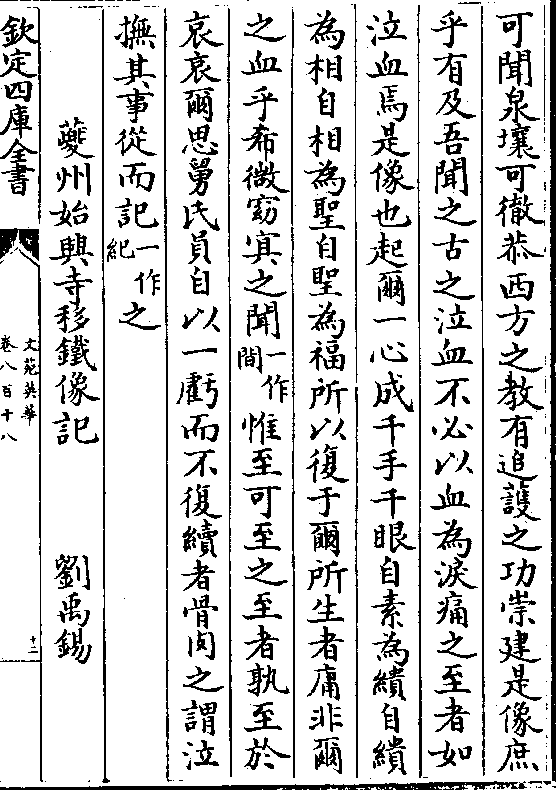 可聞泉壤可徹恭西方之教有追護之功崇建是像庶
乎有及吾聞之古之泣血不必以血為淚痛之至者如
泣血焉是像也起爾一心成千手千眼自素為繢自繢
為相自相為聖自聖為福所以復于爾所生者庸非爾
之血乎希微窈寘之聞一作間惟至可至之至者孰至於
哀哀爾思舅氏員自以一虧而不復續者骨肉之謂泣
撫其事從而記一作紀之
夔州始興寺移鐵像記 劉禹錫
欽定四庫全書
文苑英華
卷八百十八
十二